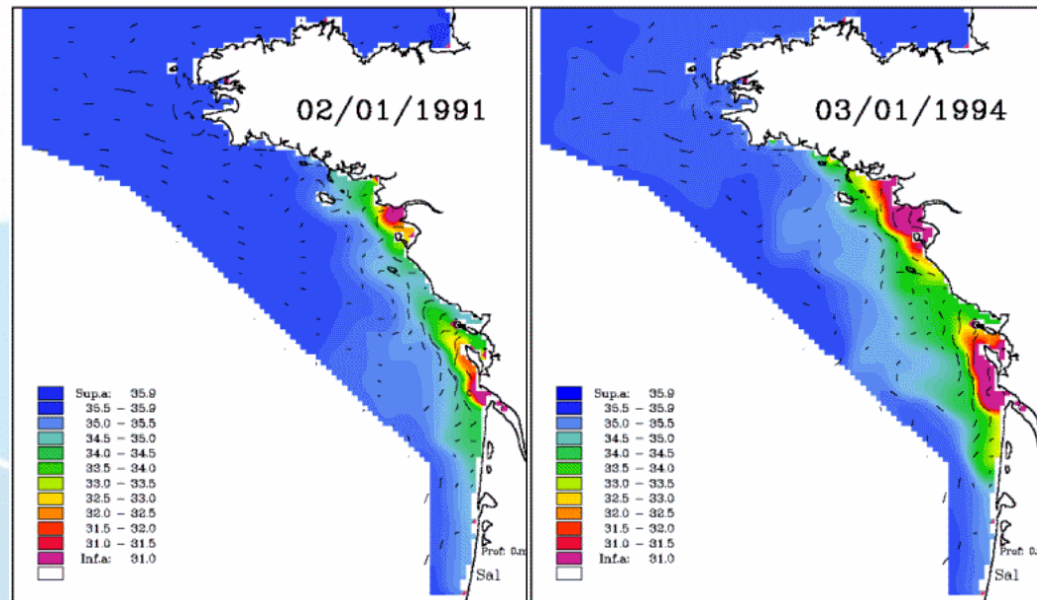 02/01/1991
Sup.a: 35.9
35.5 - 35.9
35.0 - 35.5
34.5 - 35.0
34.0 - 34.5
33.5 - 34.0
33.0 - 33.5
32.5 - 33.0
32.0 - 32.5
31.5 - 32.0
31.0 - 31.5
Inf.a: 31.0
Prof: 0.m
Sal
03/01/1994
Sup.a: 35.9
35.5 - 35.9
35.0 - 35.5
34.5 - 35.0
34.0 - 34.5
33.5 - 34.0
33.0 - 33.5
32.5 - 33.0
32.0 - 32.5
31.5 - 32.0
31.0 - 31.5
Inf.a: 31.0
Prof: 0.m
Sal